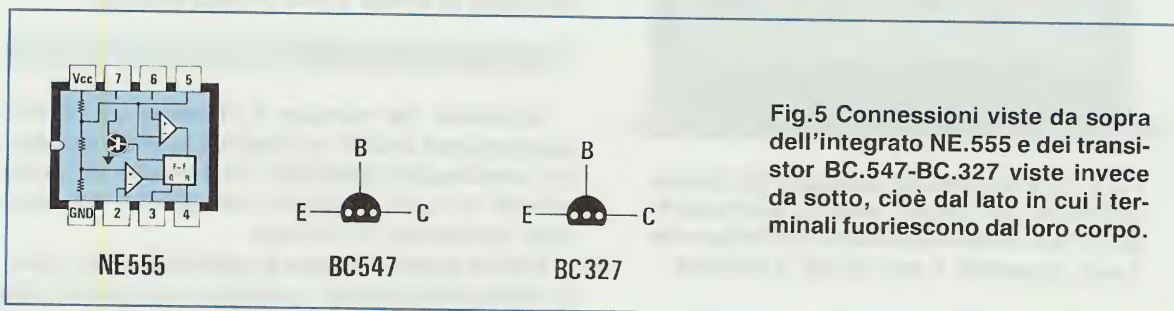 Vcc 7 6 5
F-F
Q R
GND 2 3 4
NE555
B
E C
BC547
B
E C
BC327
Fig.5 Connessioni viste da sopra
dell'integrato NE.555 e dei transi-
stor BC.547-BC.327 viste invece
da sotto, cioè dal lato in cui i ter-
minali fuoriescono dal loro corpo.